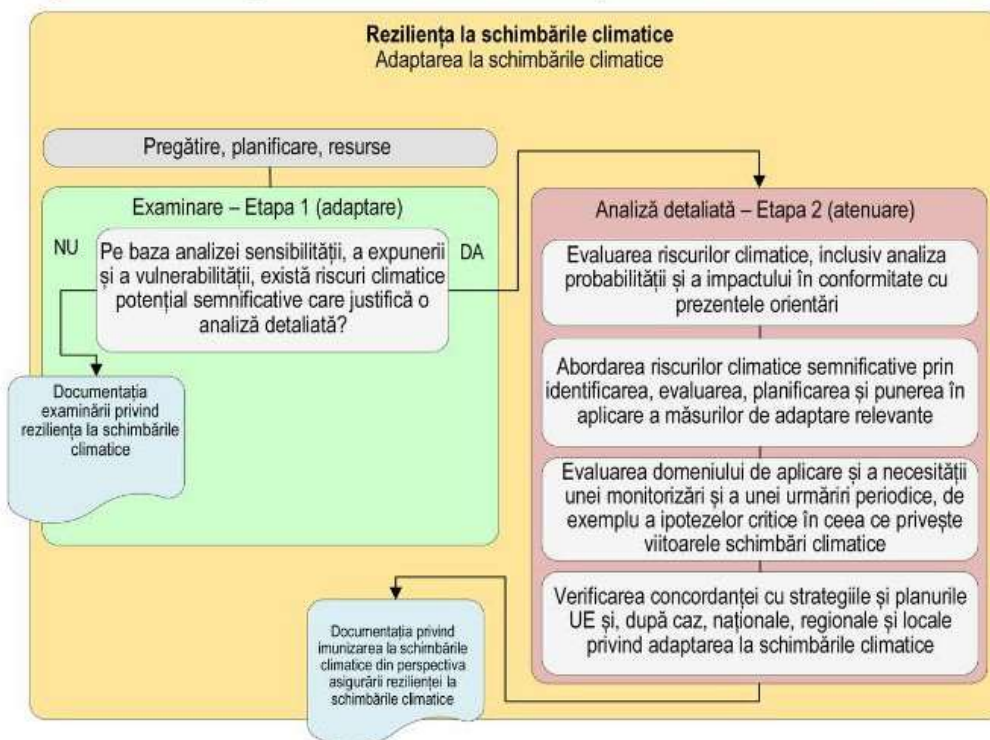 Reziliența la schimbările climatice
Adaptarea la schimbările climatice
Pregătire, planificare, resurse
Examinare – Etapa 1 (adaptare)
NU
Pe baza analizei sensibilității, a expunerii
și a vulnerabilității, există riscuri climatice
potențial semnificative care justifică o
analiză detaliată?
DA
Documentația
examinării privind
reziliența la schimbările
climatice
Analiză detaliată – Etapa 2 (atenuare)
Evaluarea riscurilor climatice, inclusiv analiza
probabilității și a impactului în conformitate cu
prezentele orientări
Abordarea riscurilor climatice semnificative prin
identificarea, evaluarea, planificarea și punerea în
aplicare a măsurilor de adaptare relevante
Evaluarea domeniului de aplicare și a necesității
unei monitorizări și a unei urmăriri periodice, de
exemplu a ipotezelor critice în ceea ce privește
viitoarele schimbări climatice
Verificarea concordanței cu strategiile și planurile
UE și, după caz, naționale, regionale și locale
privind adaptarea la schimbările climatice
Documentația privind
imunizarea la schimbările
climatice din perspectiva
asigurării rezilienței la
schimbările climatice